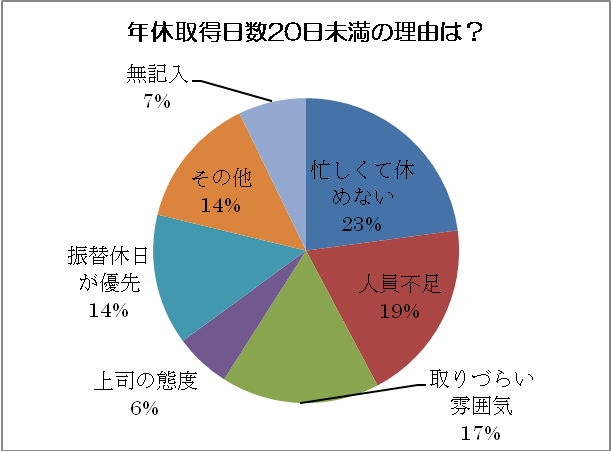 年休取得日数20日未満の理由は？
無記入
7%
忙しくて休
めない
23%
その他
14%
人員不足
19%
振替休日
が優先
14%
上司の態度
6%
取りづらい
雰囲気
17%